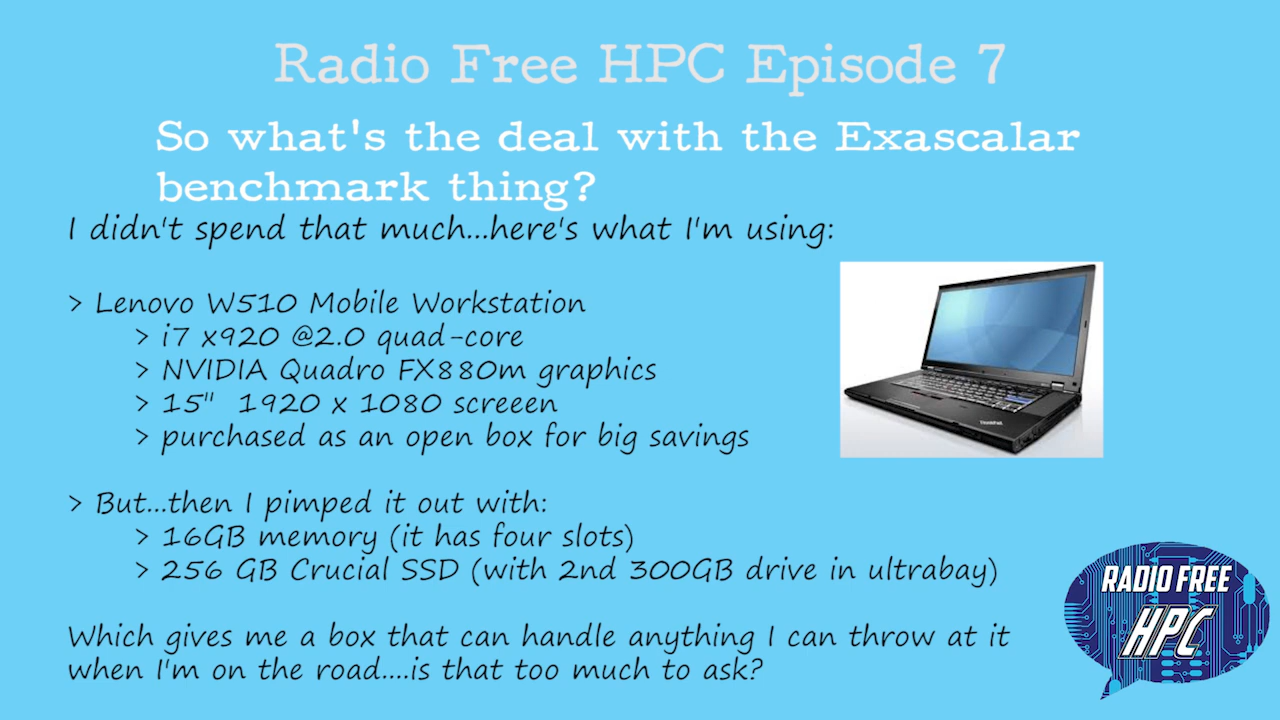 Radio Free HPC Episode 7
So what's the deal with the Exascalar
benchmark thing?
I didn't spend that much...here's what I'm using:
> Lenovo W510 Mobile Workstation
> i7 x920 @2.0 quad-core
> NVIDIA Quadro FX880m graphics
> 15" 1920 x 1080 screeen
> purchased as an open box for big savings
> But...then I pimped it out with:
> 16GB memory (it has four slots)
> 256 GB Crucial SSD (with 2nd 300GB drive in ultrabay)
Which gives me a box that can handle anything I can throw at it
when I'm on the road....is that too much to ask?
ThinkPad
RADIO FREE
HPC